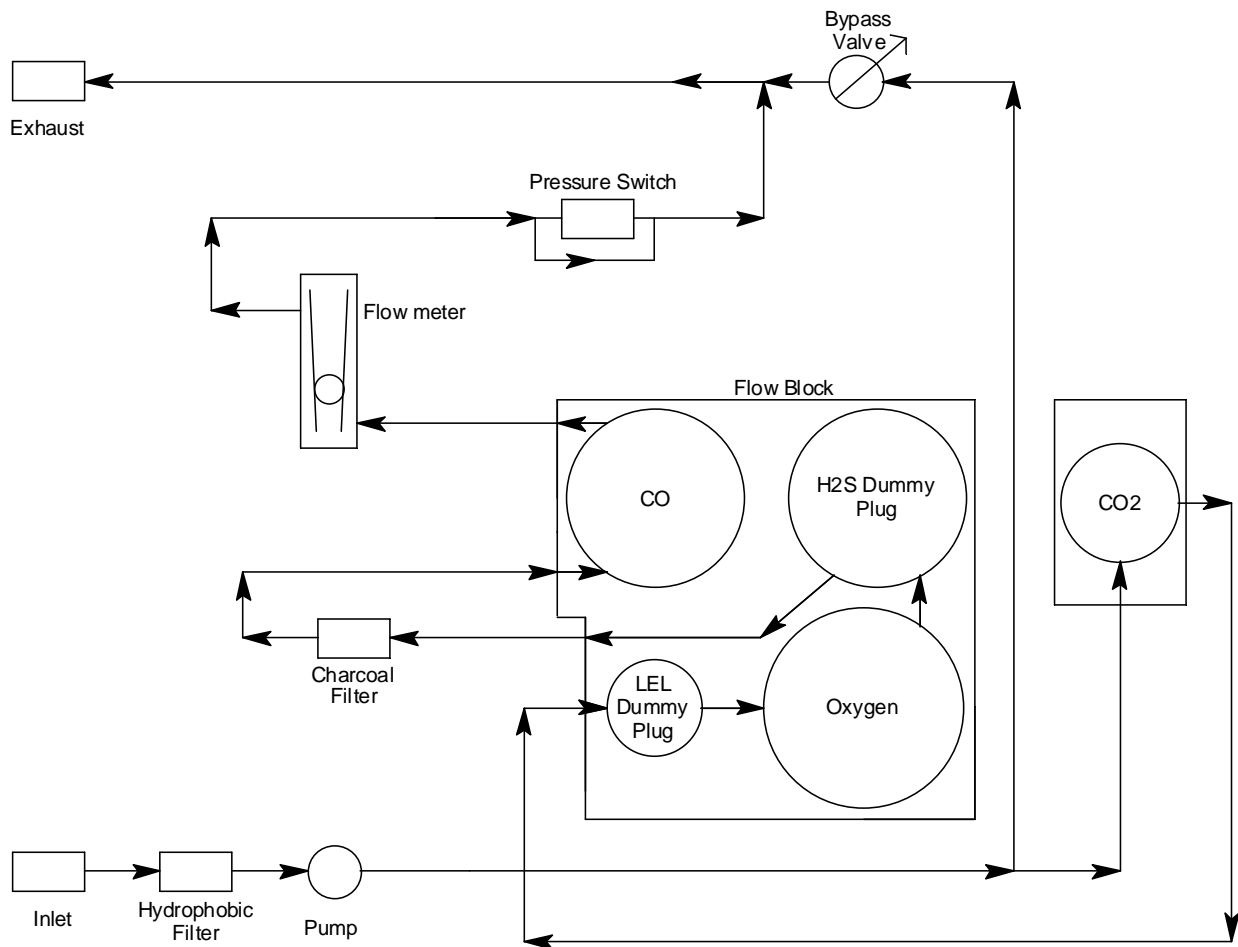 Bypass
Valve
Exhaust
Pressure Switch
Flow meter
Flow Block
CO
H2S Dummy
Plug
CO2
Charcoal
Filter
LEL
Dummy
Plug
Oxygen
Inlet
Hydrophobic
Filter
Pump